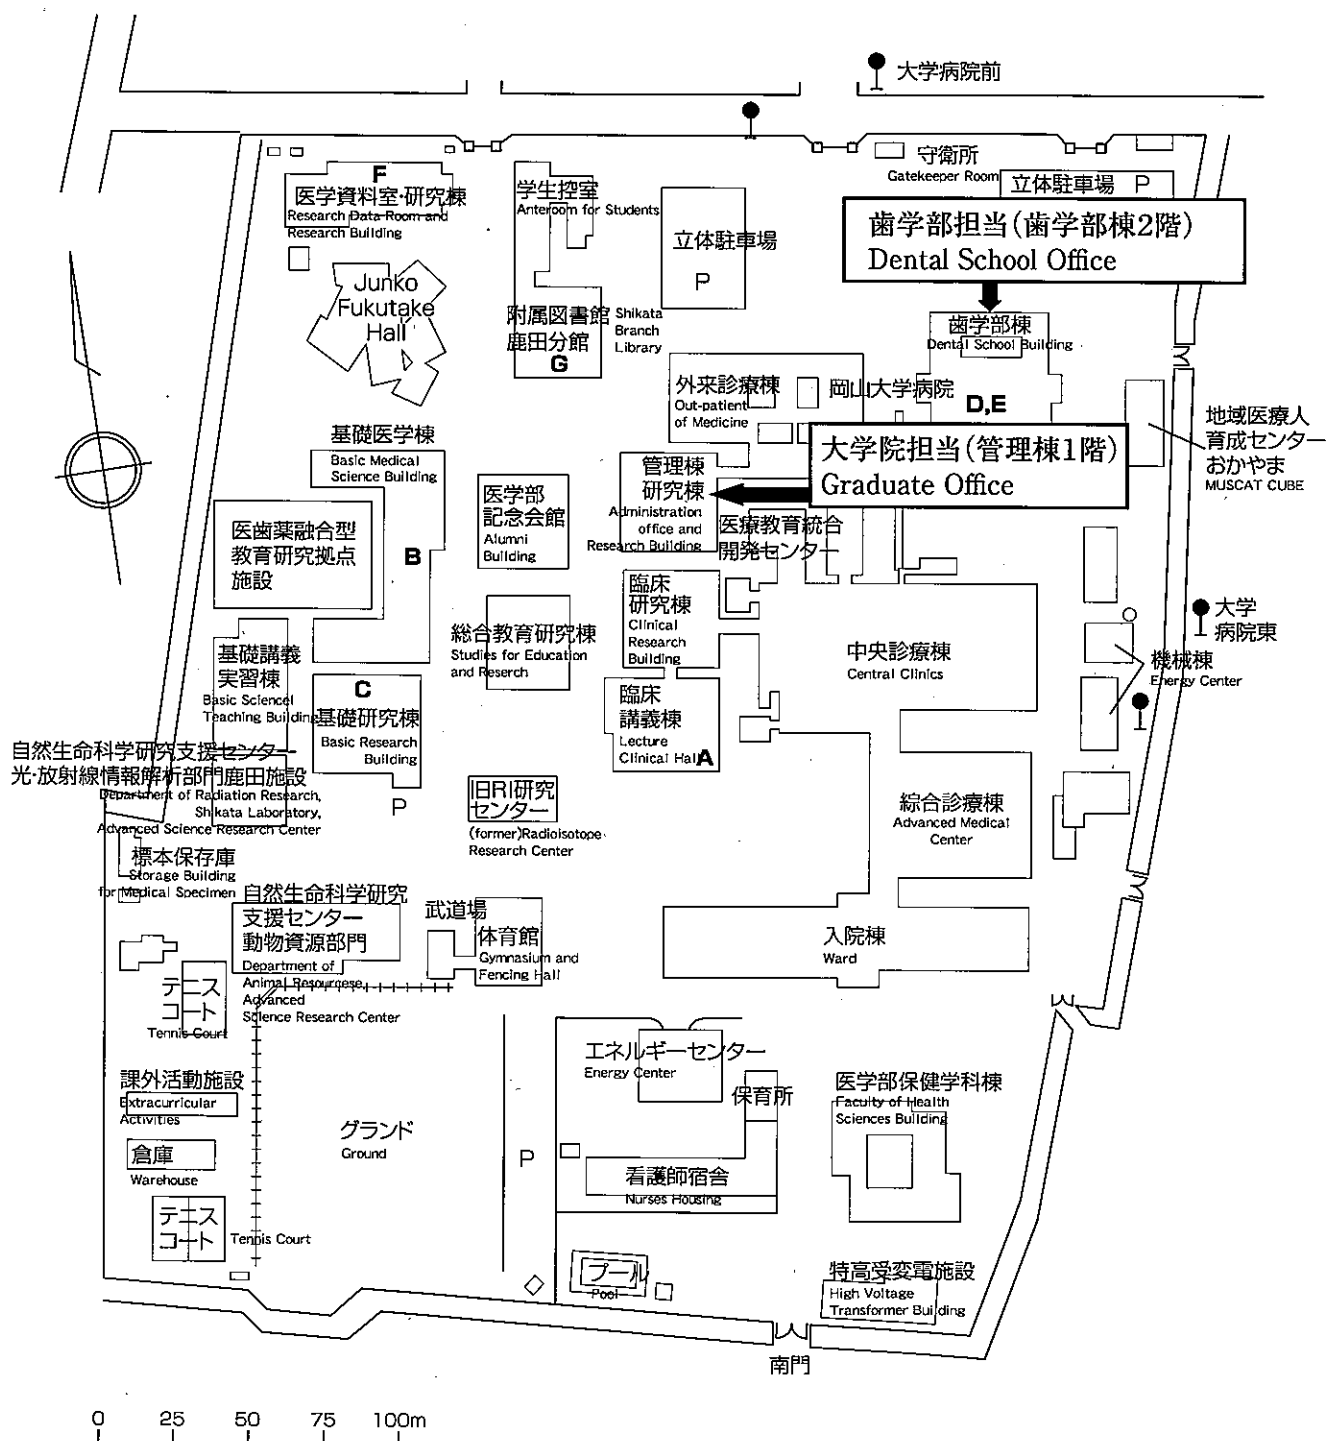 大学病院前
守衛所
Gatekeeper Room
立体駐車場 P
F
医学資料室・研究棟
Research Data Room and
Research Building
学生控室
Anteroom for Students
立体駐車場
P
歯学部担当(歯学部棟2階)
Dental School Office
Junko
Fukutake
Hall
附属図書館
鹿田分館
Shikata
Branch
Library
G
歯学部棟
Dental School Building
D,E
外来診療棟
Out-patient
of Medicine
岡山大学病院
地域医療人
育成センター
おかやま
MUSCAT CUBE
大学院担当(管理棟1階)
Graduate Office
基礎医学棟
Basic Medical
Science Building
B
管理棟
研究棟
Administration
office and
Research Building
医学部
記念会館
Alumni
Building
医療教育統合
開発センター
医歯薬融合型
教育研究拠点
施設
臨床
研究棟
Clinical
Research
Building
総合教育研究棟
Studies for Education
and Reserch
中央診療棟
Central Clinics
大学
病院東
機械棟
Energy Center
基礎講義
実習棟
Basic Sciencel
Teaching Building
C
基礎研究棟
Basic Research
Building
P
臨床
講義棟
Lecture
Clinical Hall
A
自然生命科学研究支援センター
光・放射線情報解析部門鹿田施設
Department of Radiation Research,
Shikata Laboratory,
Advanced Science Research Center
旧RI研究
センター
(former)Radioisotope
Research Center
綜合診療棟
Advanced Medical
Center
標本保存庫
Storage Building
for Medical Specimen
自然生命科学研究
支援センター
動物資源部門
Department of
Animal Resourgese
Advanced
Science Research Center
武道場
体育館
Gymnasium and
Fencing Hall
入院棟
Ward
テニス
コート
Tennis Court
エネルギーセンター
Energy Center
保育所
医学部保健学科棟
Faculty of Health
Sciences Building
課外活動施設
Extracurricular
Activities
グランド
Ground
P
倉庫
Warehouse
看護師宿舎
Nurses Housing
テニス
コート
Tennis Court
プール
Pool
特高受変電施設
High Voltage
Transformer Building
南門
0 25 50 75 100m